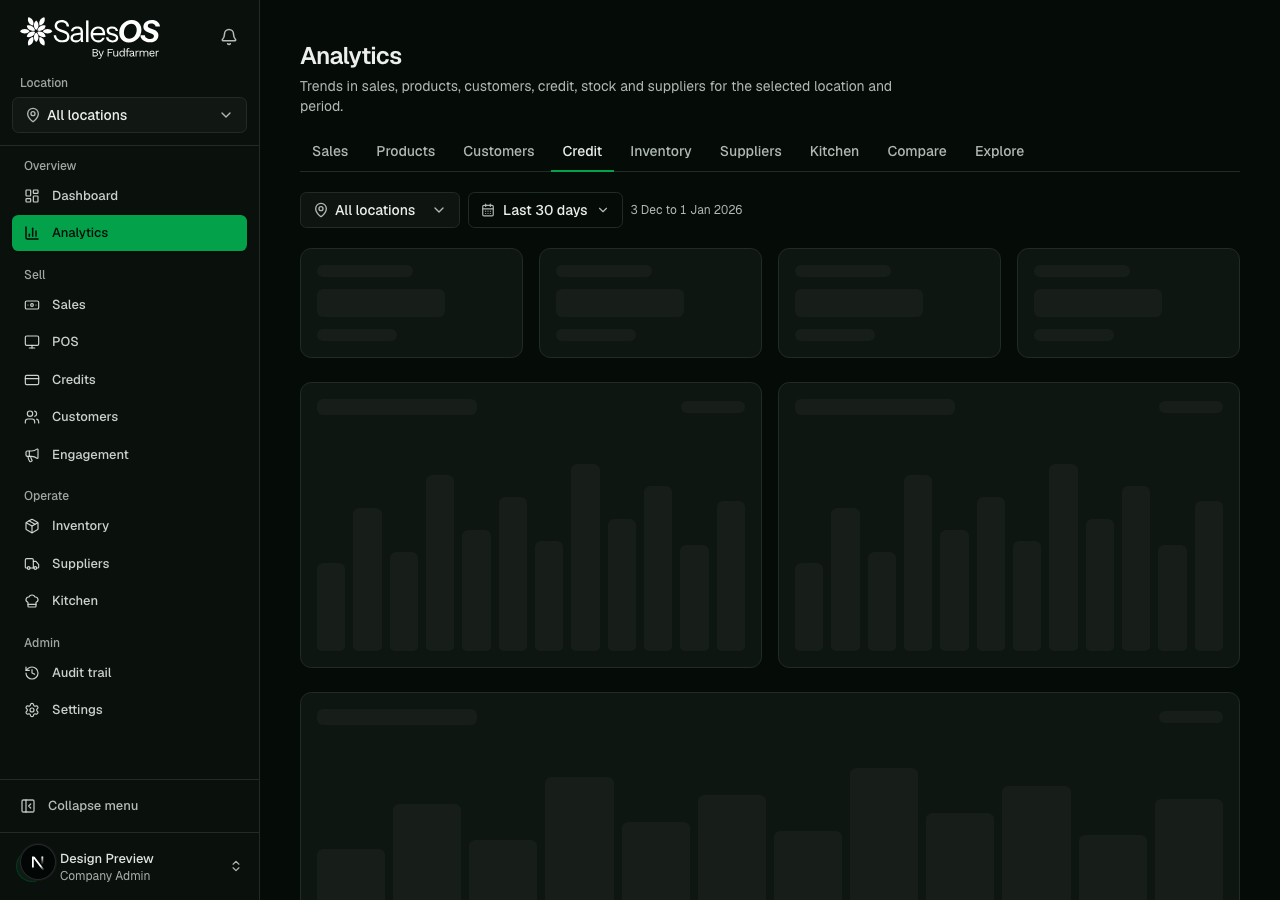 SalesOS
By Fudfarmer
Location
All locations
Overview
Dashboard
Analytics
Sell
Sales
POS
Credits
Customers
Engagement
Operate
Inventory
Suppliers
Kitchen
Admin
Audit trail
Settings
Collapse menu
N
Design Preview
Company Admin
Analytics
Trends in sales, products, customers, credit, stock and suppliers for the selected location and
period.
Sales Products Customers Credit Inventory Suppliers Kitchen Compare Explore
All locations Last 30 days 3 Dec to 1 Jan 2026